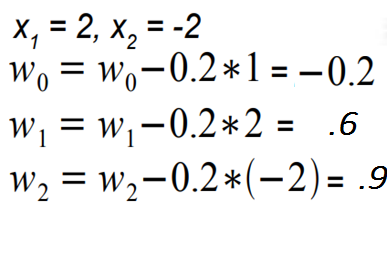 x₁ = 2, x₂ = -2
w₀ = w₀−0.2∗1 = −0.2
w₁ = w₁−0.2∗2 = .6
w₂ = w₂−0.2∗(−2) = .9